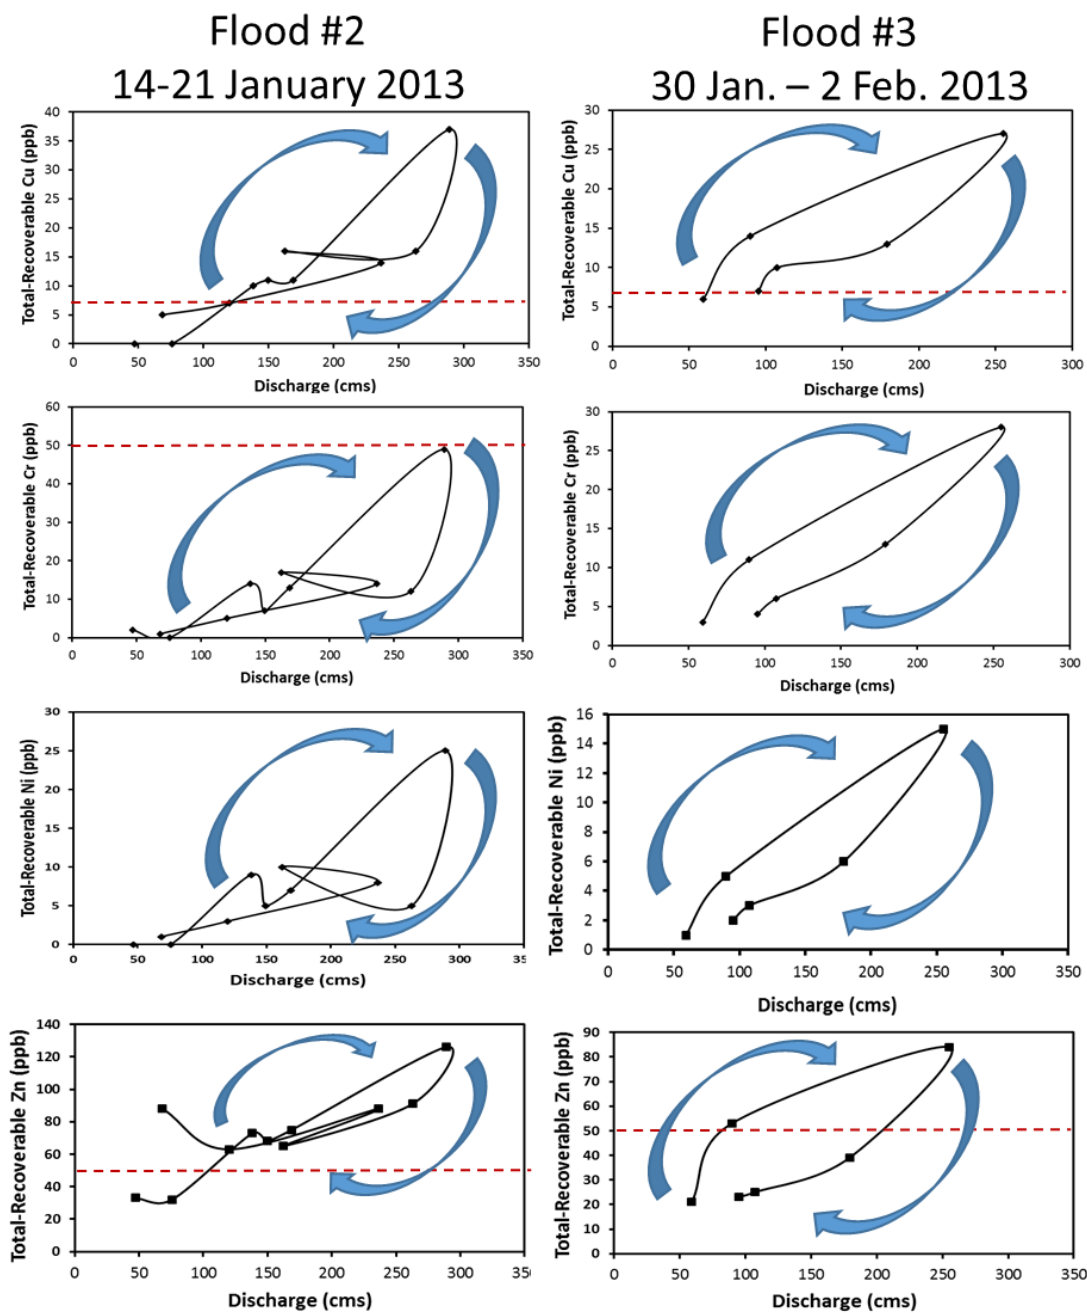 Flood #2
14-21 January 2013
Flood #3
30 Jan. – 2 Feb. 2013
Total-Recoverable Cu (ppb)
40
35
30
25
20
15
10
5
0
0 50 100 150 200 250 300 350
Discharge (cms)
Total-Recoverable Cu (ppb)
30
25
20
15
10
5
0
0 50 100 150 200 250 300
Discharge (cms)
Total-Recoverable Cr (ppb)
60
50
40
30
20
10
0
0 50 100 150 200 250 300 350
Discharge (cms)
Total-Recoverable Cr (ppb)
30
25
20
15
10
5
0
0 50 100 150 200 250 300
Discharge (cms)
Total-Recoverable Ni (ppb)
30
25
20
15
10
5
0
0 50 100 150 200 250 300
Discharge (cms)
Total-Recoverable Ni (ppb)
16
14
12
10
8
6
4
2
0
0 50 100 150 200 250 300 350
Discharge (cms)
Total-Recoverable Zn (ppb)
140
120
100
80
60
40
20
0
0 50 100 150 200 250 300 350
Discharge (cms)
Total-Recoverable Zn (ppb)
90
80
70
60
50
40
30
20
10
0
0 50 100 150 200 250 300 350
Discharge (cms)